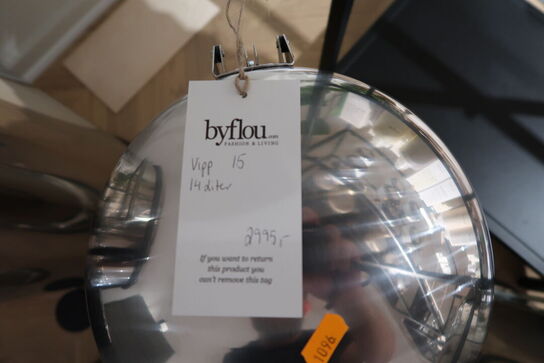 byflou.com
FASHION & LIVING
Vipp 15
14 liter
2995,-
If you want to return
this product you
can't remove this tag
1096